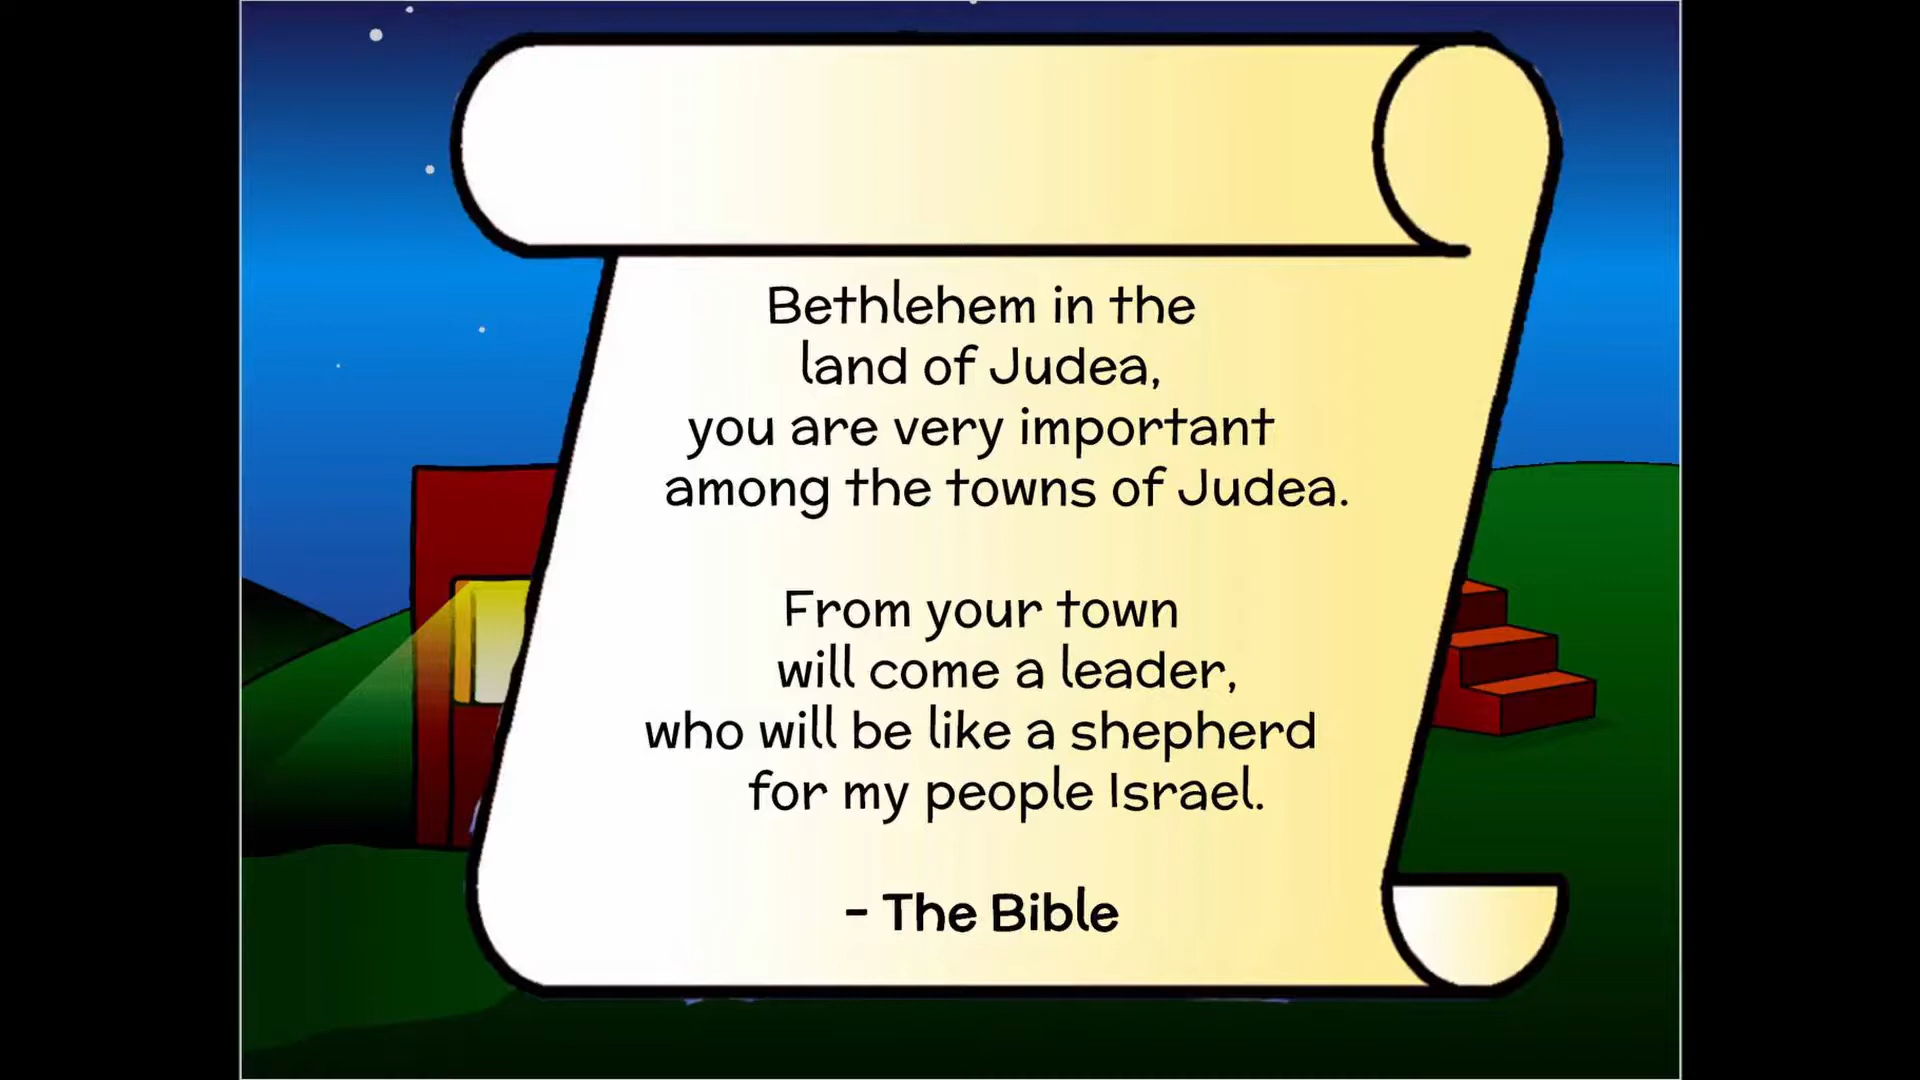 Bethlehem in the
land of Judea,
you are very important
among the towns of Judea.
From your town
will come a leader,
who will be like a shepherd
for my people Israel.
- The Bible